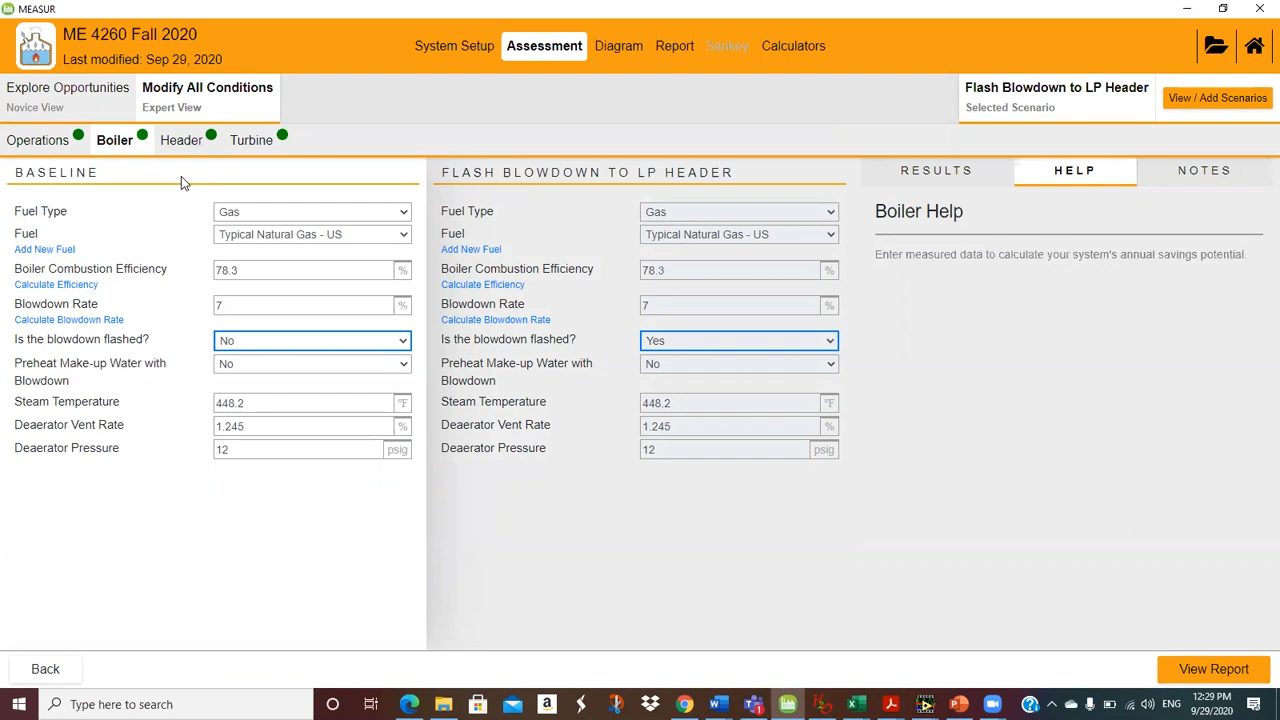 MEASUR
ME 4260 Fall 2020
Last modified: Sep 29, 2020
System Setup Assessment Diagram Report Sankey Calculators
Explore Opportunities
Novice View
Modify All Conditions
Expert View
Flash Blowdown to LP Header
Selected Scenario
View / Add Scenarios
Operations Boiler Header Turbine
BASELINE
Fuel Type Gas
Fuel Typical Natural Gas - US
Add New Fuel
Boiler Combustion Efficiency 78.3 %
Calculate Efficiency
Blowdown Rate 7 %
Calculate Blowdown Rate
Is the blowdown flashed? No
Preheat Make-up Water with No
Blowdown
Steam Temperature 448.2 °F
Deaerator Vent Rate 1.245 %
Deaerator Pressure 12 psig
FLASH BLOWDOWN TO LP HEADER
Fuel Type Gas
Fuel Typical Natural Gas - US
Add New Fuel
Boiler Combustion Efficiency 78.3 %
Calculate Efficiency
Blowdown Rate 7 %
Calculate Blowdown Rate
Is the blowdown flashed? Yes
Preheat Make-up Water with No
Blowdown
Steam Temperature 448.2 °F
Deaerator Vent Rate 1.245 %
Deaerator Pressure 12 psig
RESULTS HELP NOTES
Boiler Help
Enter measured data to calculate your system's annual savings potential.
Back
View Report
Type here to search
12:29 PM
9/29/2020